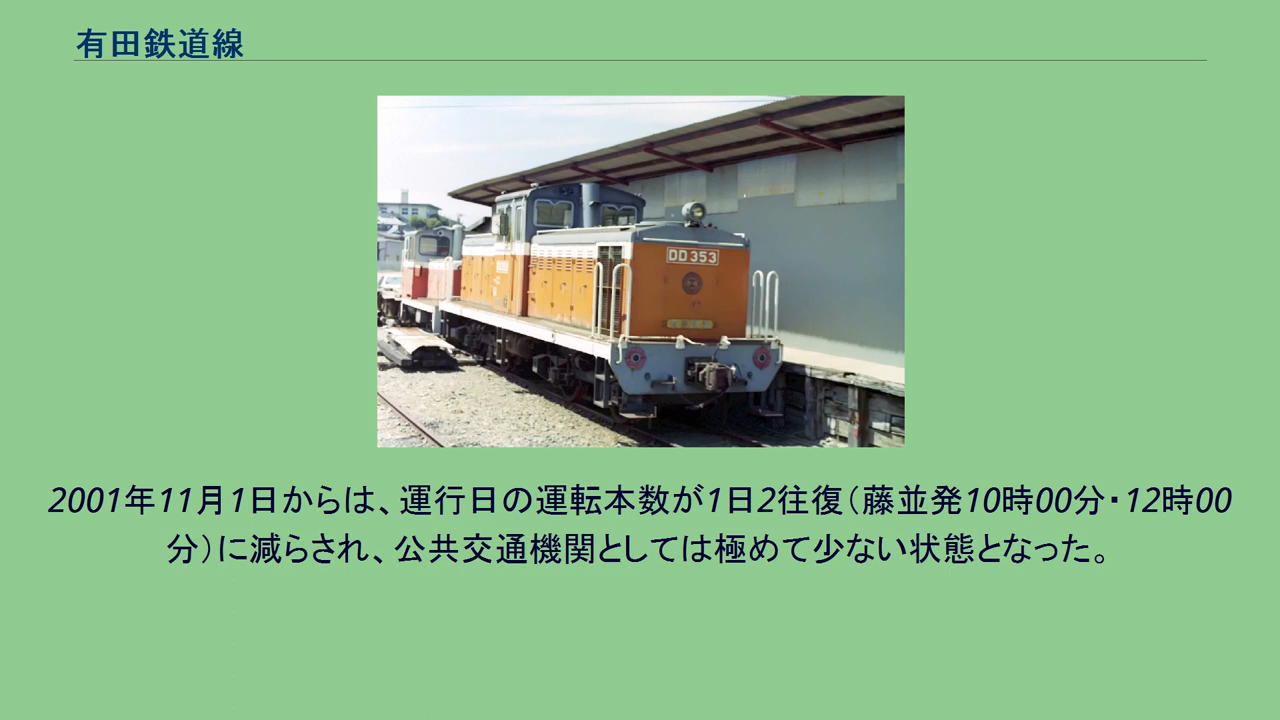 有田鉄道線
DD353
2001年11月1日からは、運行日の運転本数が1日2往復（藤並発10時00分・12時00
分）に減らされ、公共交通機関としては極めて少ない状態となった。